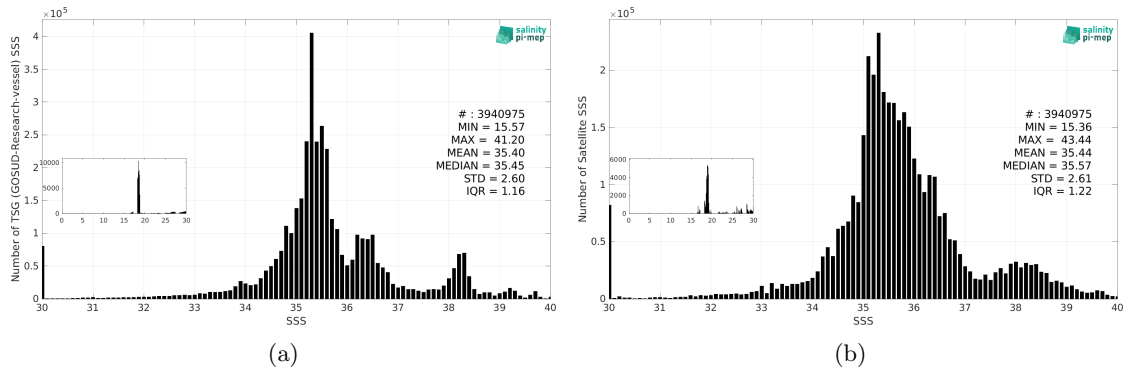 ×10^5
salinity
pi-mep
Number of TSG (GOSUD-Research-vessel) SSS
4
3.5
3
2.5
2
1.5
1
0.5
0
# : 3940975
MIN = 15.57
MAX = 41.20
MEAN = 35.40
MEDIAN = 35.45
STD = 2.60
IQR = 1.16
10000
5000
0
0 5 10 15 20 25 30
30 31 32 33 34 35 36 37 38 39 40
SSS
(a)
×10^5
salinity
pi-mep
Number of Satellite SSS
2
1.5
1
0.5
0
# : 3940975
MIN = 15.36
MAX = 43.44
MEAN = 35.44
MEDIAN = 35.57
STD = 2.61
IQR = 1.22
6000
4000
2000
0
0 5 10 15 20 25 30
30 31 32 33 34 35 36 37 38 39 40
SSS
(b)